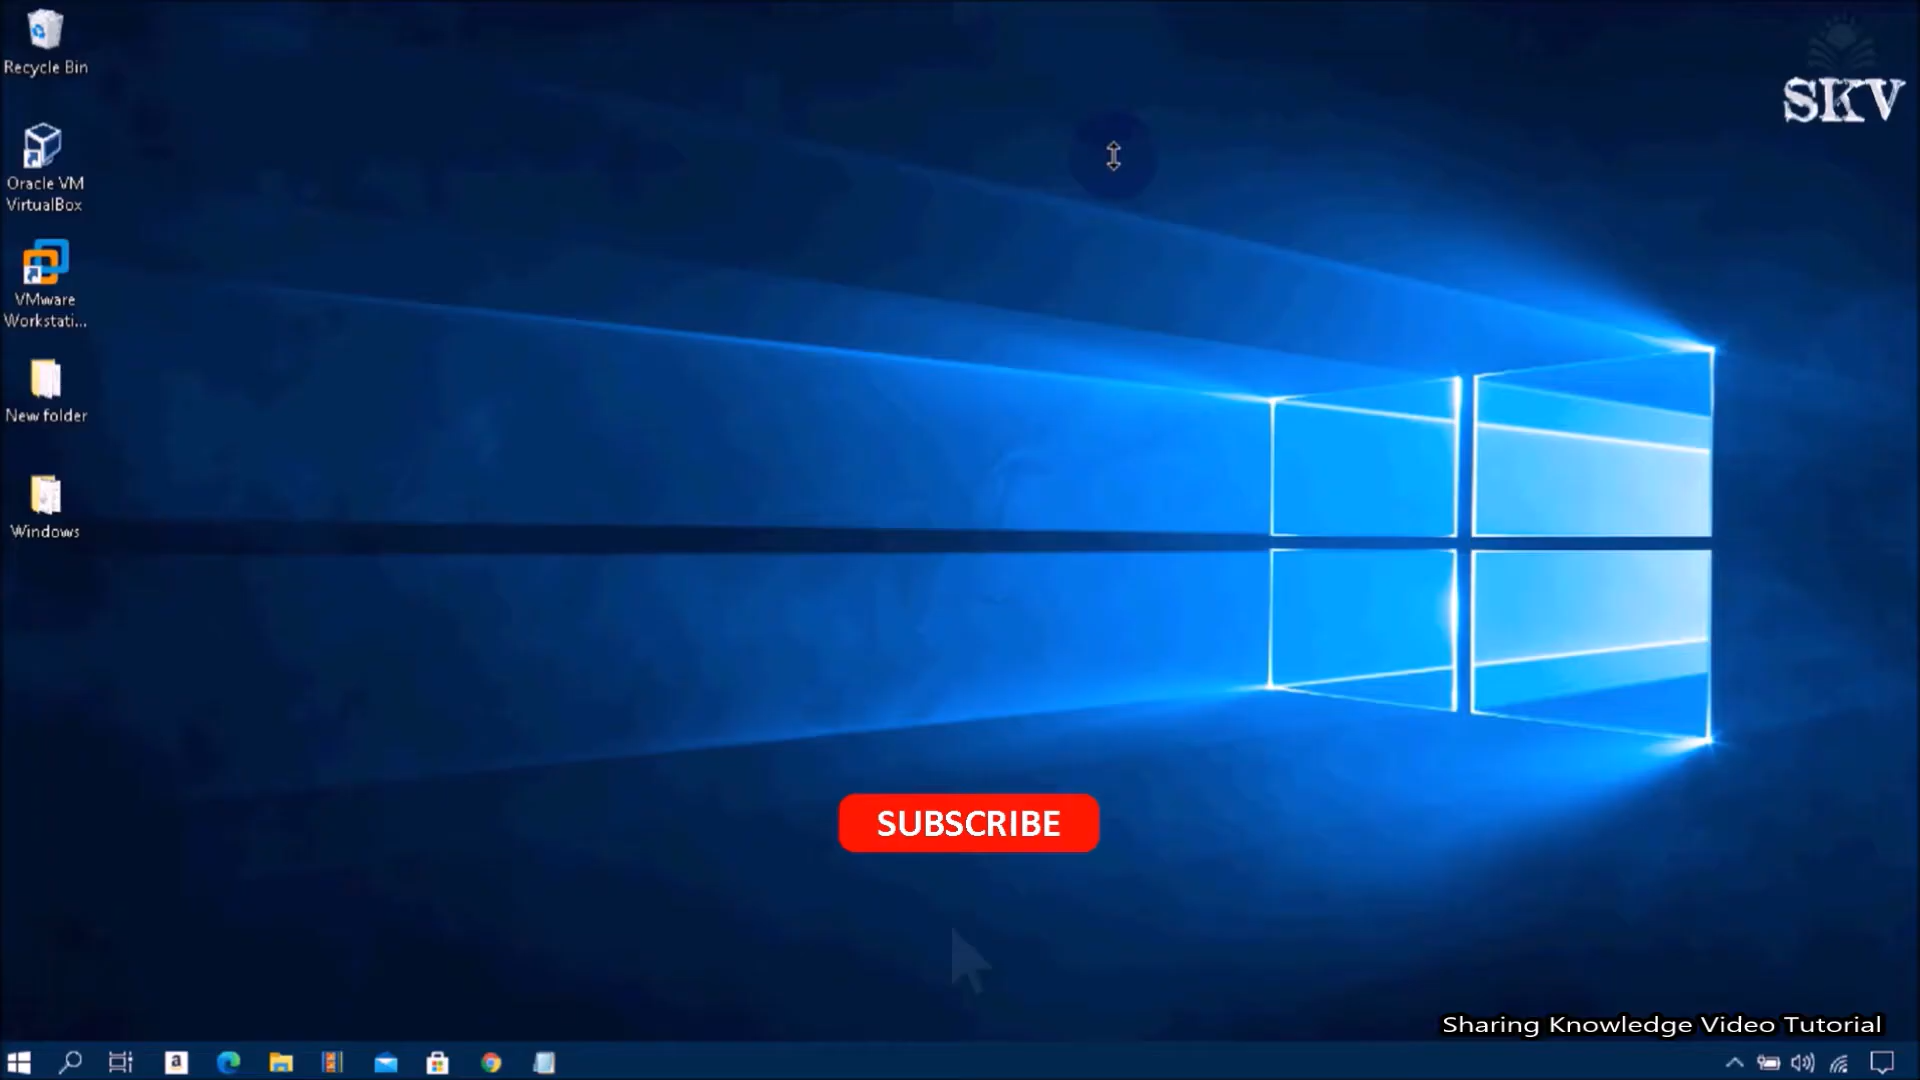 Recycle Bin
SKV
Oracle VM
VirtualBox
VMware
Workstati...
New folder
Windows
SUBSCRIBE
Sharing Knowledge Video Tutorial
a